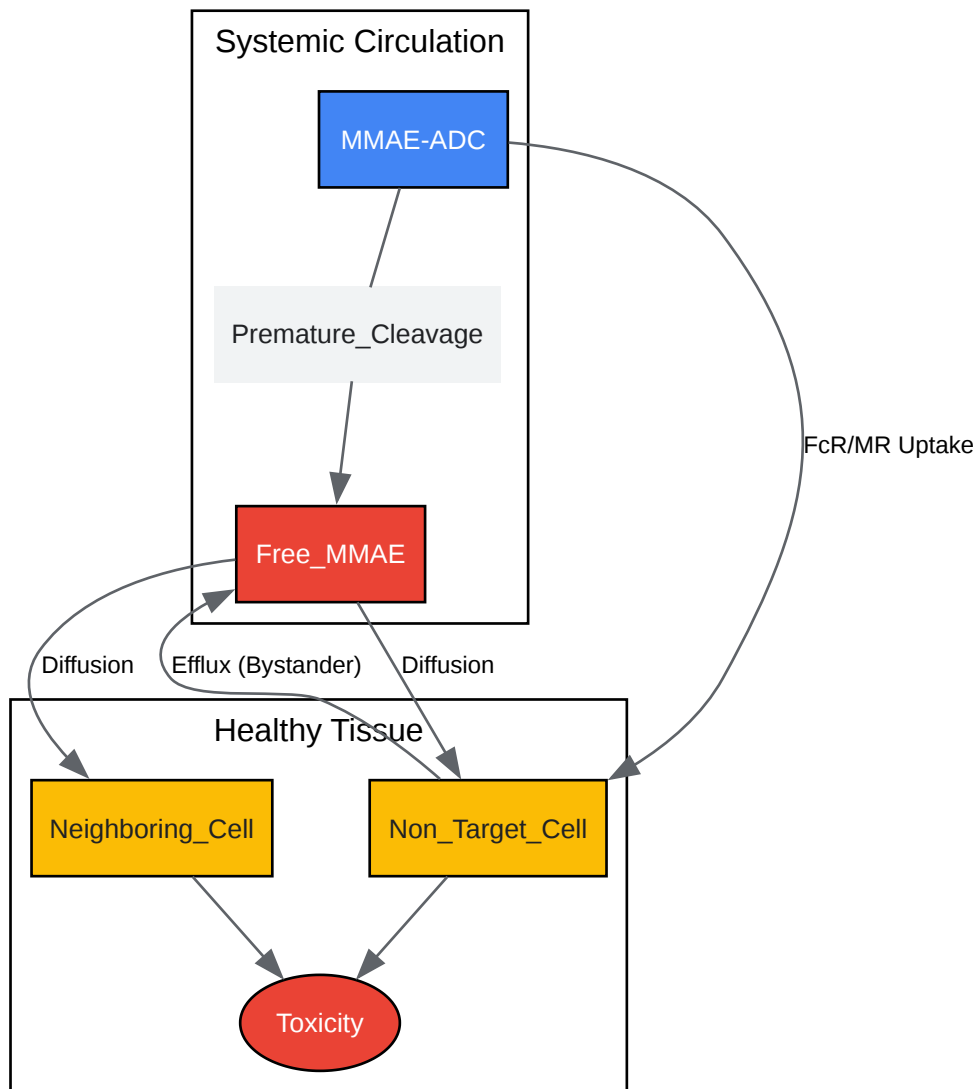 Systemic Circulation
MMAE-ADC
Premature_Cleavage
FcR/MR Uptake
Free_MMAE
Diffusion
Efflux (Bystander)
Diffusion
Healthy Tissue
Neighboring_Cell
Non_Target_Cell
Toxicity